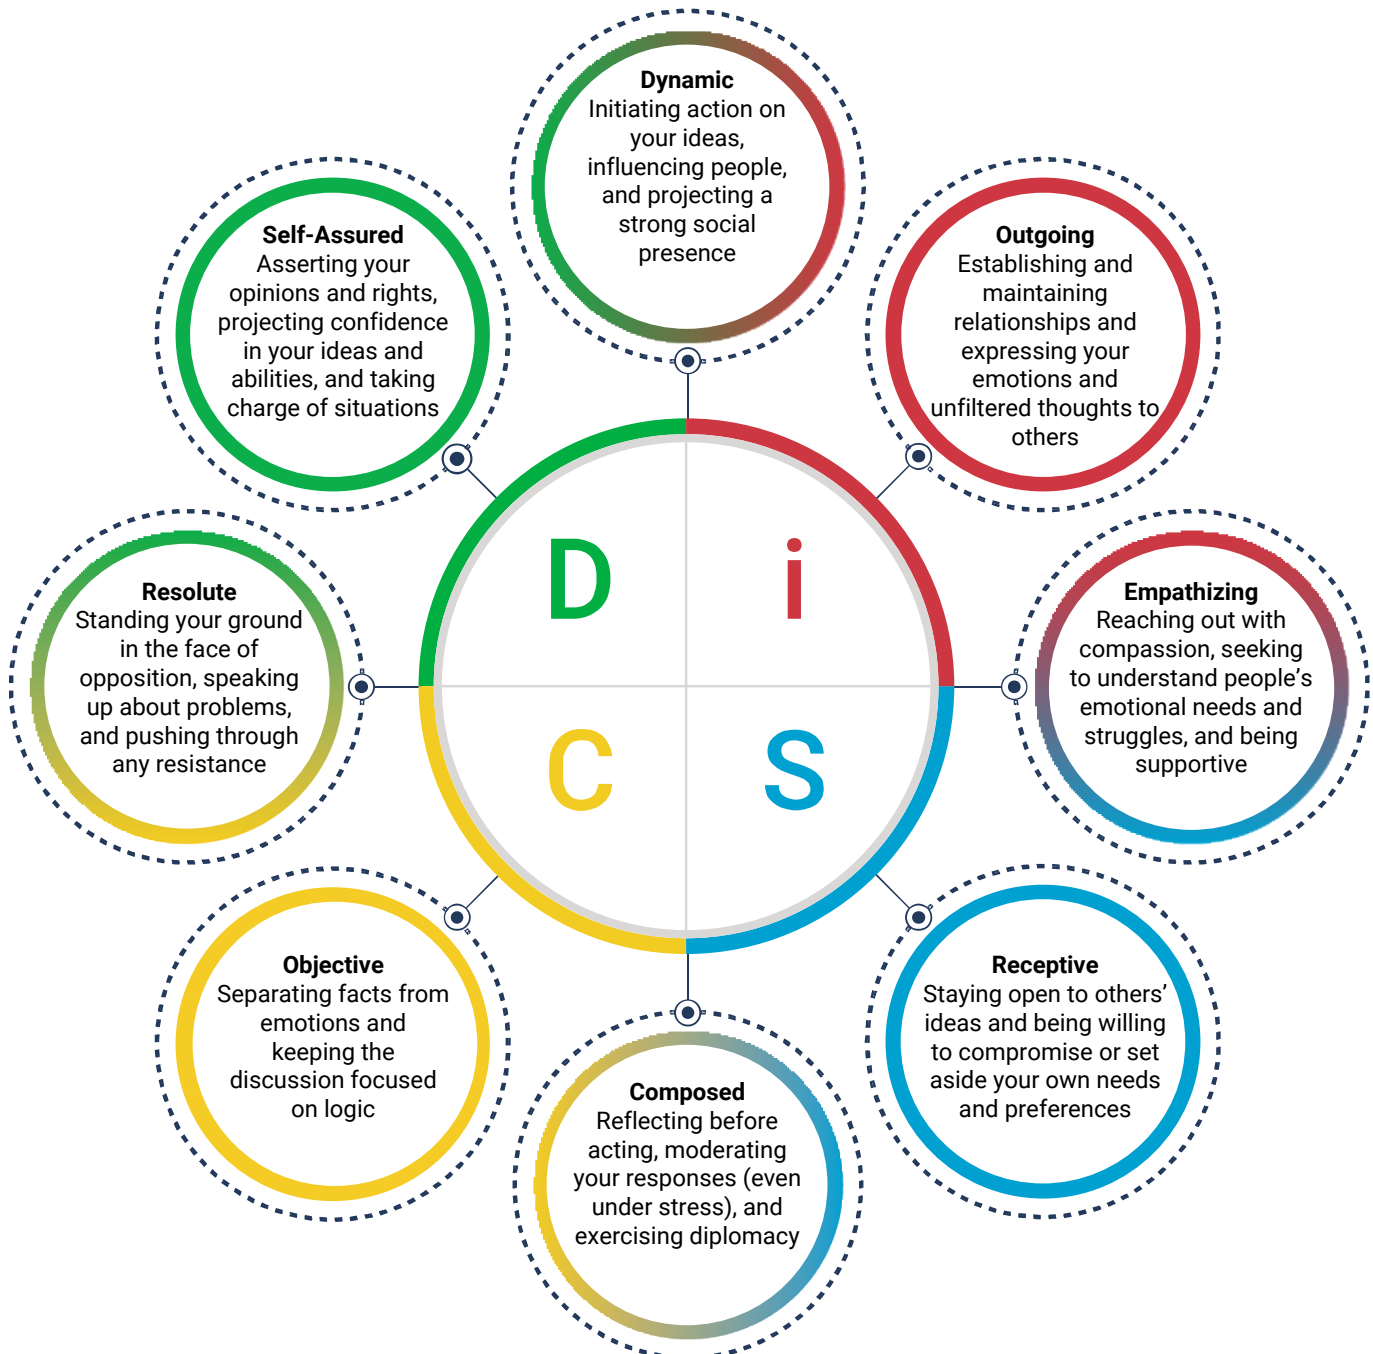 Dynamic
Initiating action on
your ideas,
influencing people,
and projecting a
strong social
presence
Self-Assured
Asserting your
opinions and rights,
projecting confidence
in your ideas and
abilities, and taking
charge of situations
Outgoing
Establishing and
maintaining
relationships and
expressing your
emotions and
unfiltered thoughts to
others
D
i
Resolute
Standing your ground
in the face of
opposition, speaking
up about problems,
and pushing through
any resistance
Empathizing
Reaching out with
compassion, seeking
to understand people’s
emotional needs and
struggles, and being
supportive
C
S
Objective
Separating facts from
emotions and
keeping the
discussion focused
on logic
Receptive
Staying open to others’
ideas and being willing
to compromise or set
aside your own needs
and preferences
Composed
Reflecting before
acting, moderating
your responses (even
under stress), and
exercising diplomacy